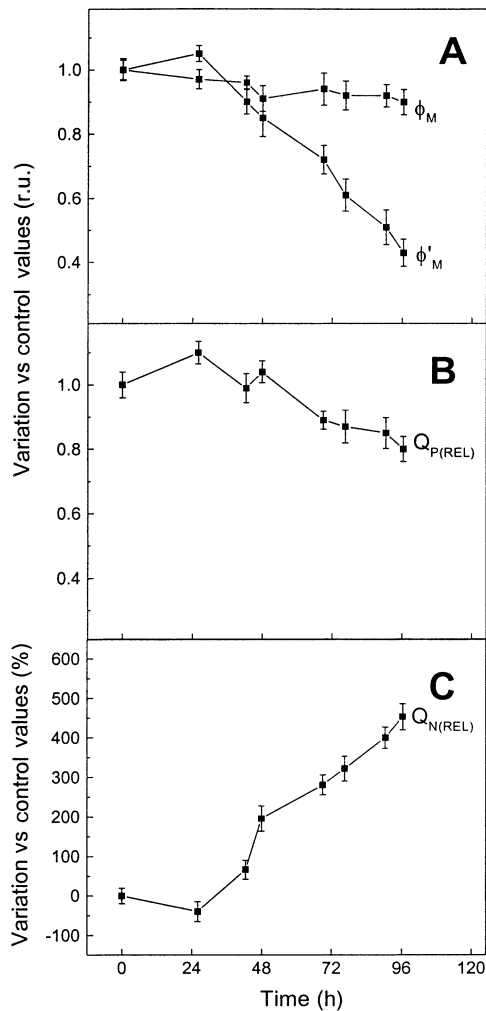 A
1.0
0.8
0.6
0.4
ϕM
ϕ'M
Variation vs control values (r.u.)
B
1.0
0.8
0.6
0.4
QP(REL)
C
600
500
400
300
200
100
0
-100
QN(REL)
Variation vs control values (%)
0 24 48 72 96 120
Time (h)